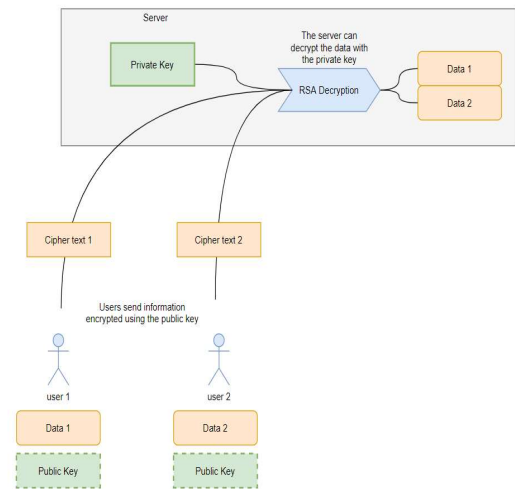 Server
The server can
decrypt the data with
the private key
Private Key
RSA Decryption
Data 1
Data 2
Cipher text 1
Cipher text 2
Users send information
encrypted using the public key
user 1
user 2
Data 1
Data 2
Public Key
Public Key